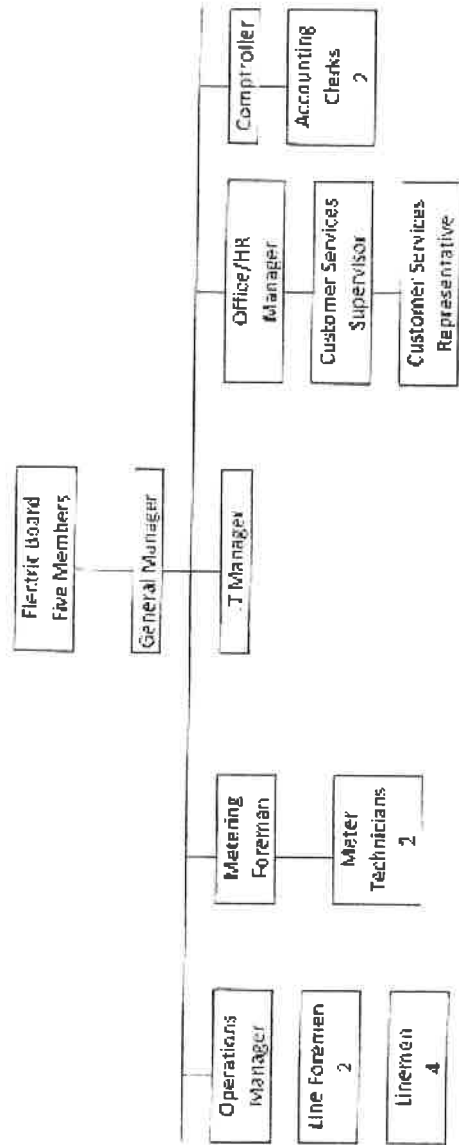 Electric Board
Five Members
General Manager
Operations
Manager
Line Foremen
2
Linemen
4
Metering
Foreman
Meter
Technicians
2
IT Manager
Office/HR
Manager
Customer Services
Supervisor
Customer Services
Representative
Comptroller
Accounting
Clerks
2